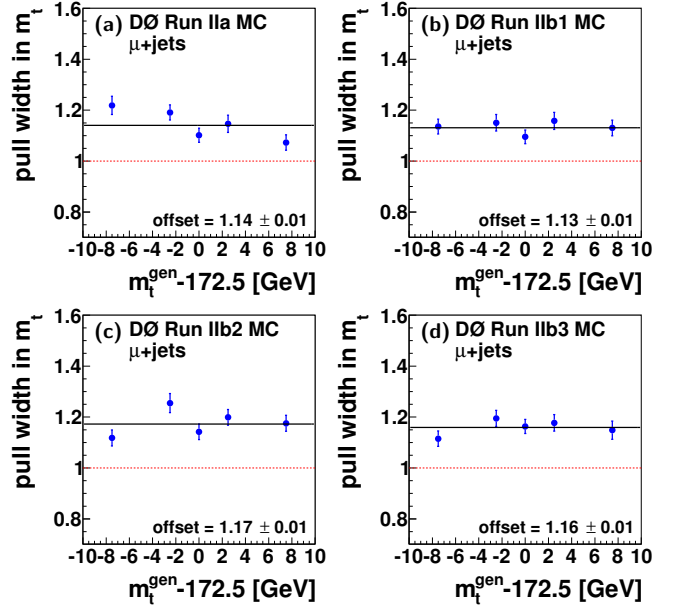 pull width in m_t
1.6
1.4
1.2
1
0.8
(a) DØ Run IIa MC
μ+jets
offset = 1.14 ± 0.01
-10-8 -6 -4 -2 0 2 4 6 8 10
m_t^gen-172.5 [GeV]
pull width in m_t
1.6
1.4
1.2
1
0.8
(b) DØ Run IIb1 MC
μ+jets
offset = 1.13 ± 0.01
-10-8 -6 -4 -2 0 2 4 6 8 10
m_t^gen-172.5 [GeV]
pull width in m_t
1.6
1.4
1.2
1
0.8
(c) DØ Run IIb2 MC
μ+jets
offset = 1.17 ± 0.01
-10-8 -6 -4 -2 0 2 4 6 8 10
m_t^gen-172.5 [GeV]
pull width in m_t
1.6
1.4
1.2
1
0.8
(d) DØ Run IIb3 MC
μ+jets
offset = 1.16 ± 0.01
-10-8 -6 -4 -2 0 2 4 6 8 10
m_t^gen-172.5 [GeV]